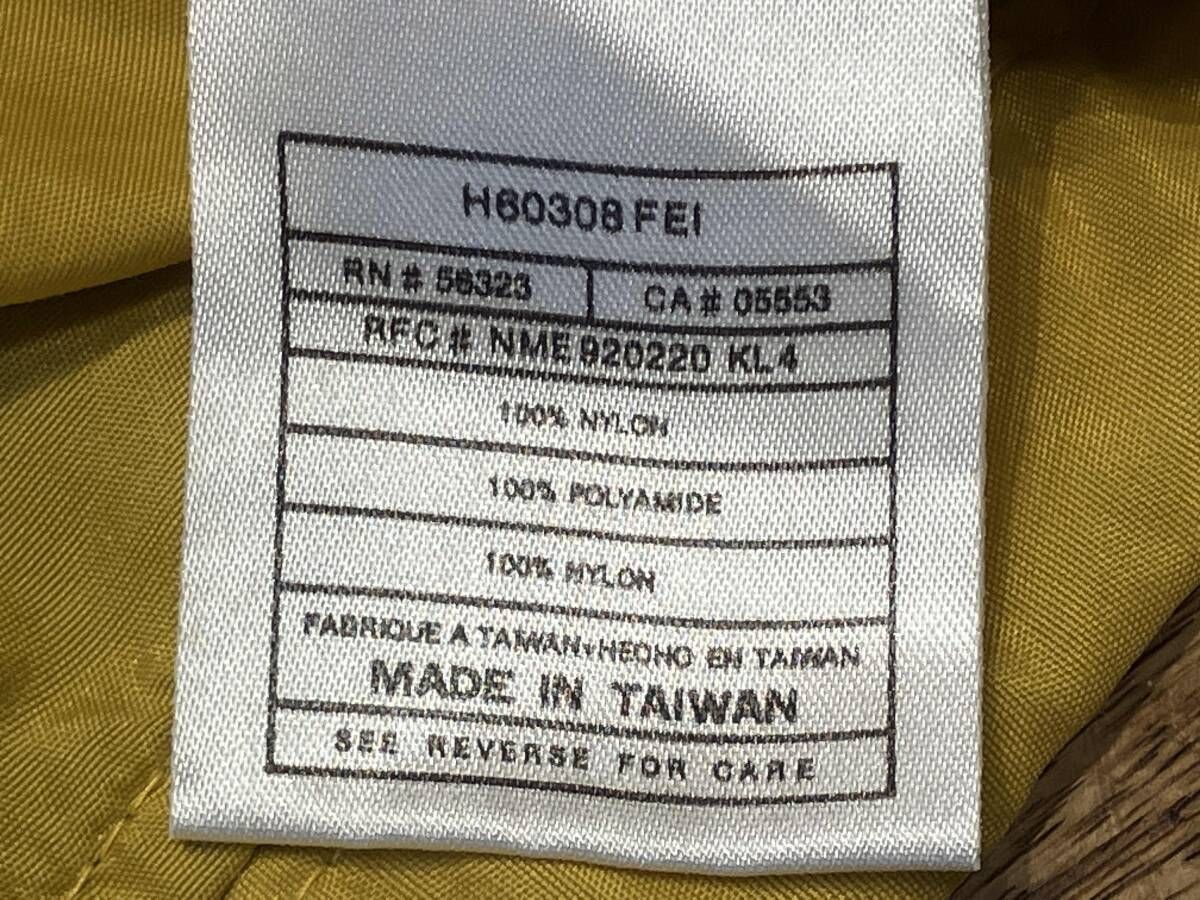 H60308 FEI
RN # 56323
CA # 05553
RFC # NME 920220 KL4
100% NYLON
100% POLYAMIDE
100% NYLON
FABRIQUE A TAIWAN • HECHO EN TAIWAN
MADE IN TAIWAN
SEE REVERSE FOR CARE